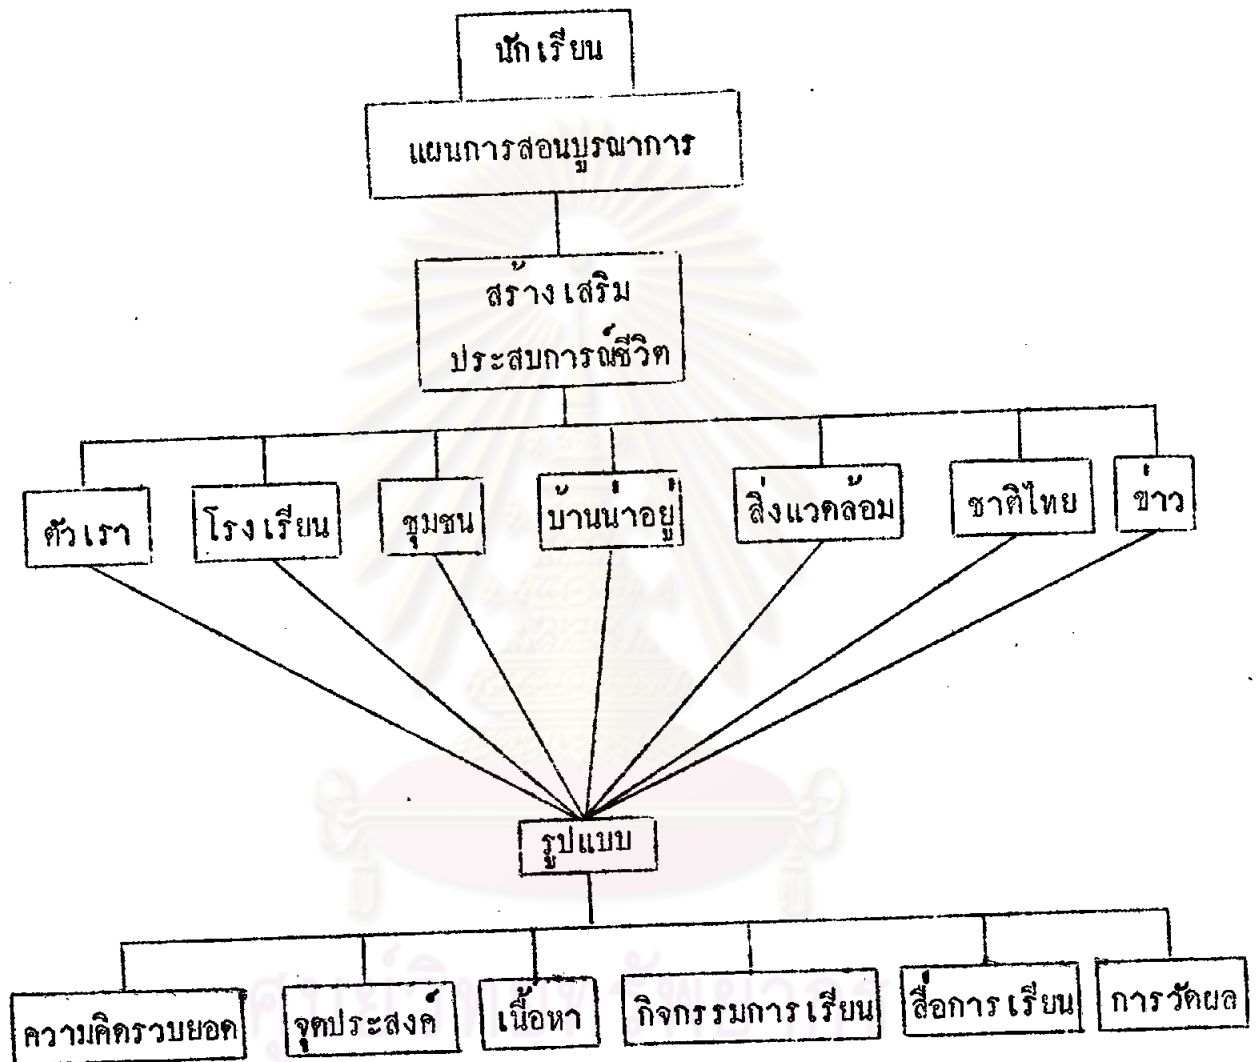 นักเรียน
แผนการสอนบูรณาการ
สร้างเสริม
ประสบการณ์ชีวิต
ตัวเรา
โรงเรียน
ชุมชน
บ้านน่าอยู่
สิ่งแวดล้อม
ชาติไทย
ข่าว
รูปแบบ
ความคิดรวบยอด
จุดประสงค์
เนื้อหา
กิจกรรมการเรียน
สื่อการเรียน
การวัดผล